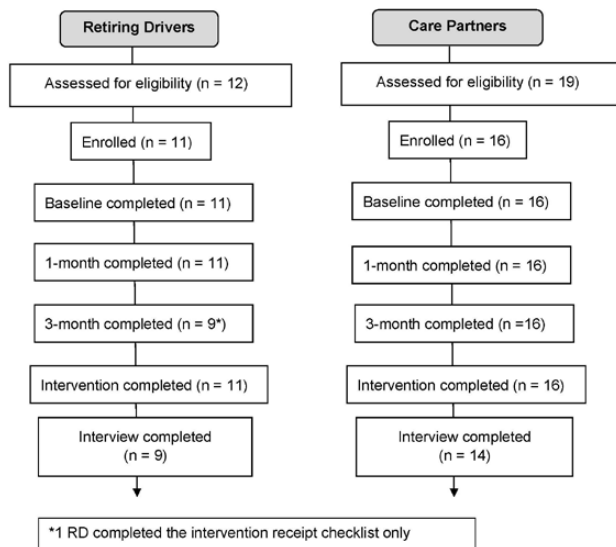 Retiring Drivers
Assessed for eligibility (n = 12)
Enrolled (n = 11)
Baseline completed (n = 11)
1-month completed (n = 11)
3-month completed (n = 9*)
Intervention completed (n = 11)
Interview completed
(n = 9)
Care Partners
Assessed for eligibility (n = 19)
Enrolled (n = 16)
Baseline completed (n = 16)
1-month completed (n = 16)
3-month completed (n =16)
Intervention completed (n = 16)
Interview completed
(n = 14)
*1 RD completed the intervention receipt checklist only